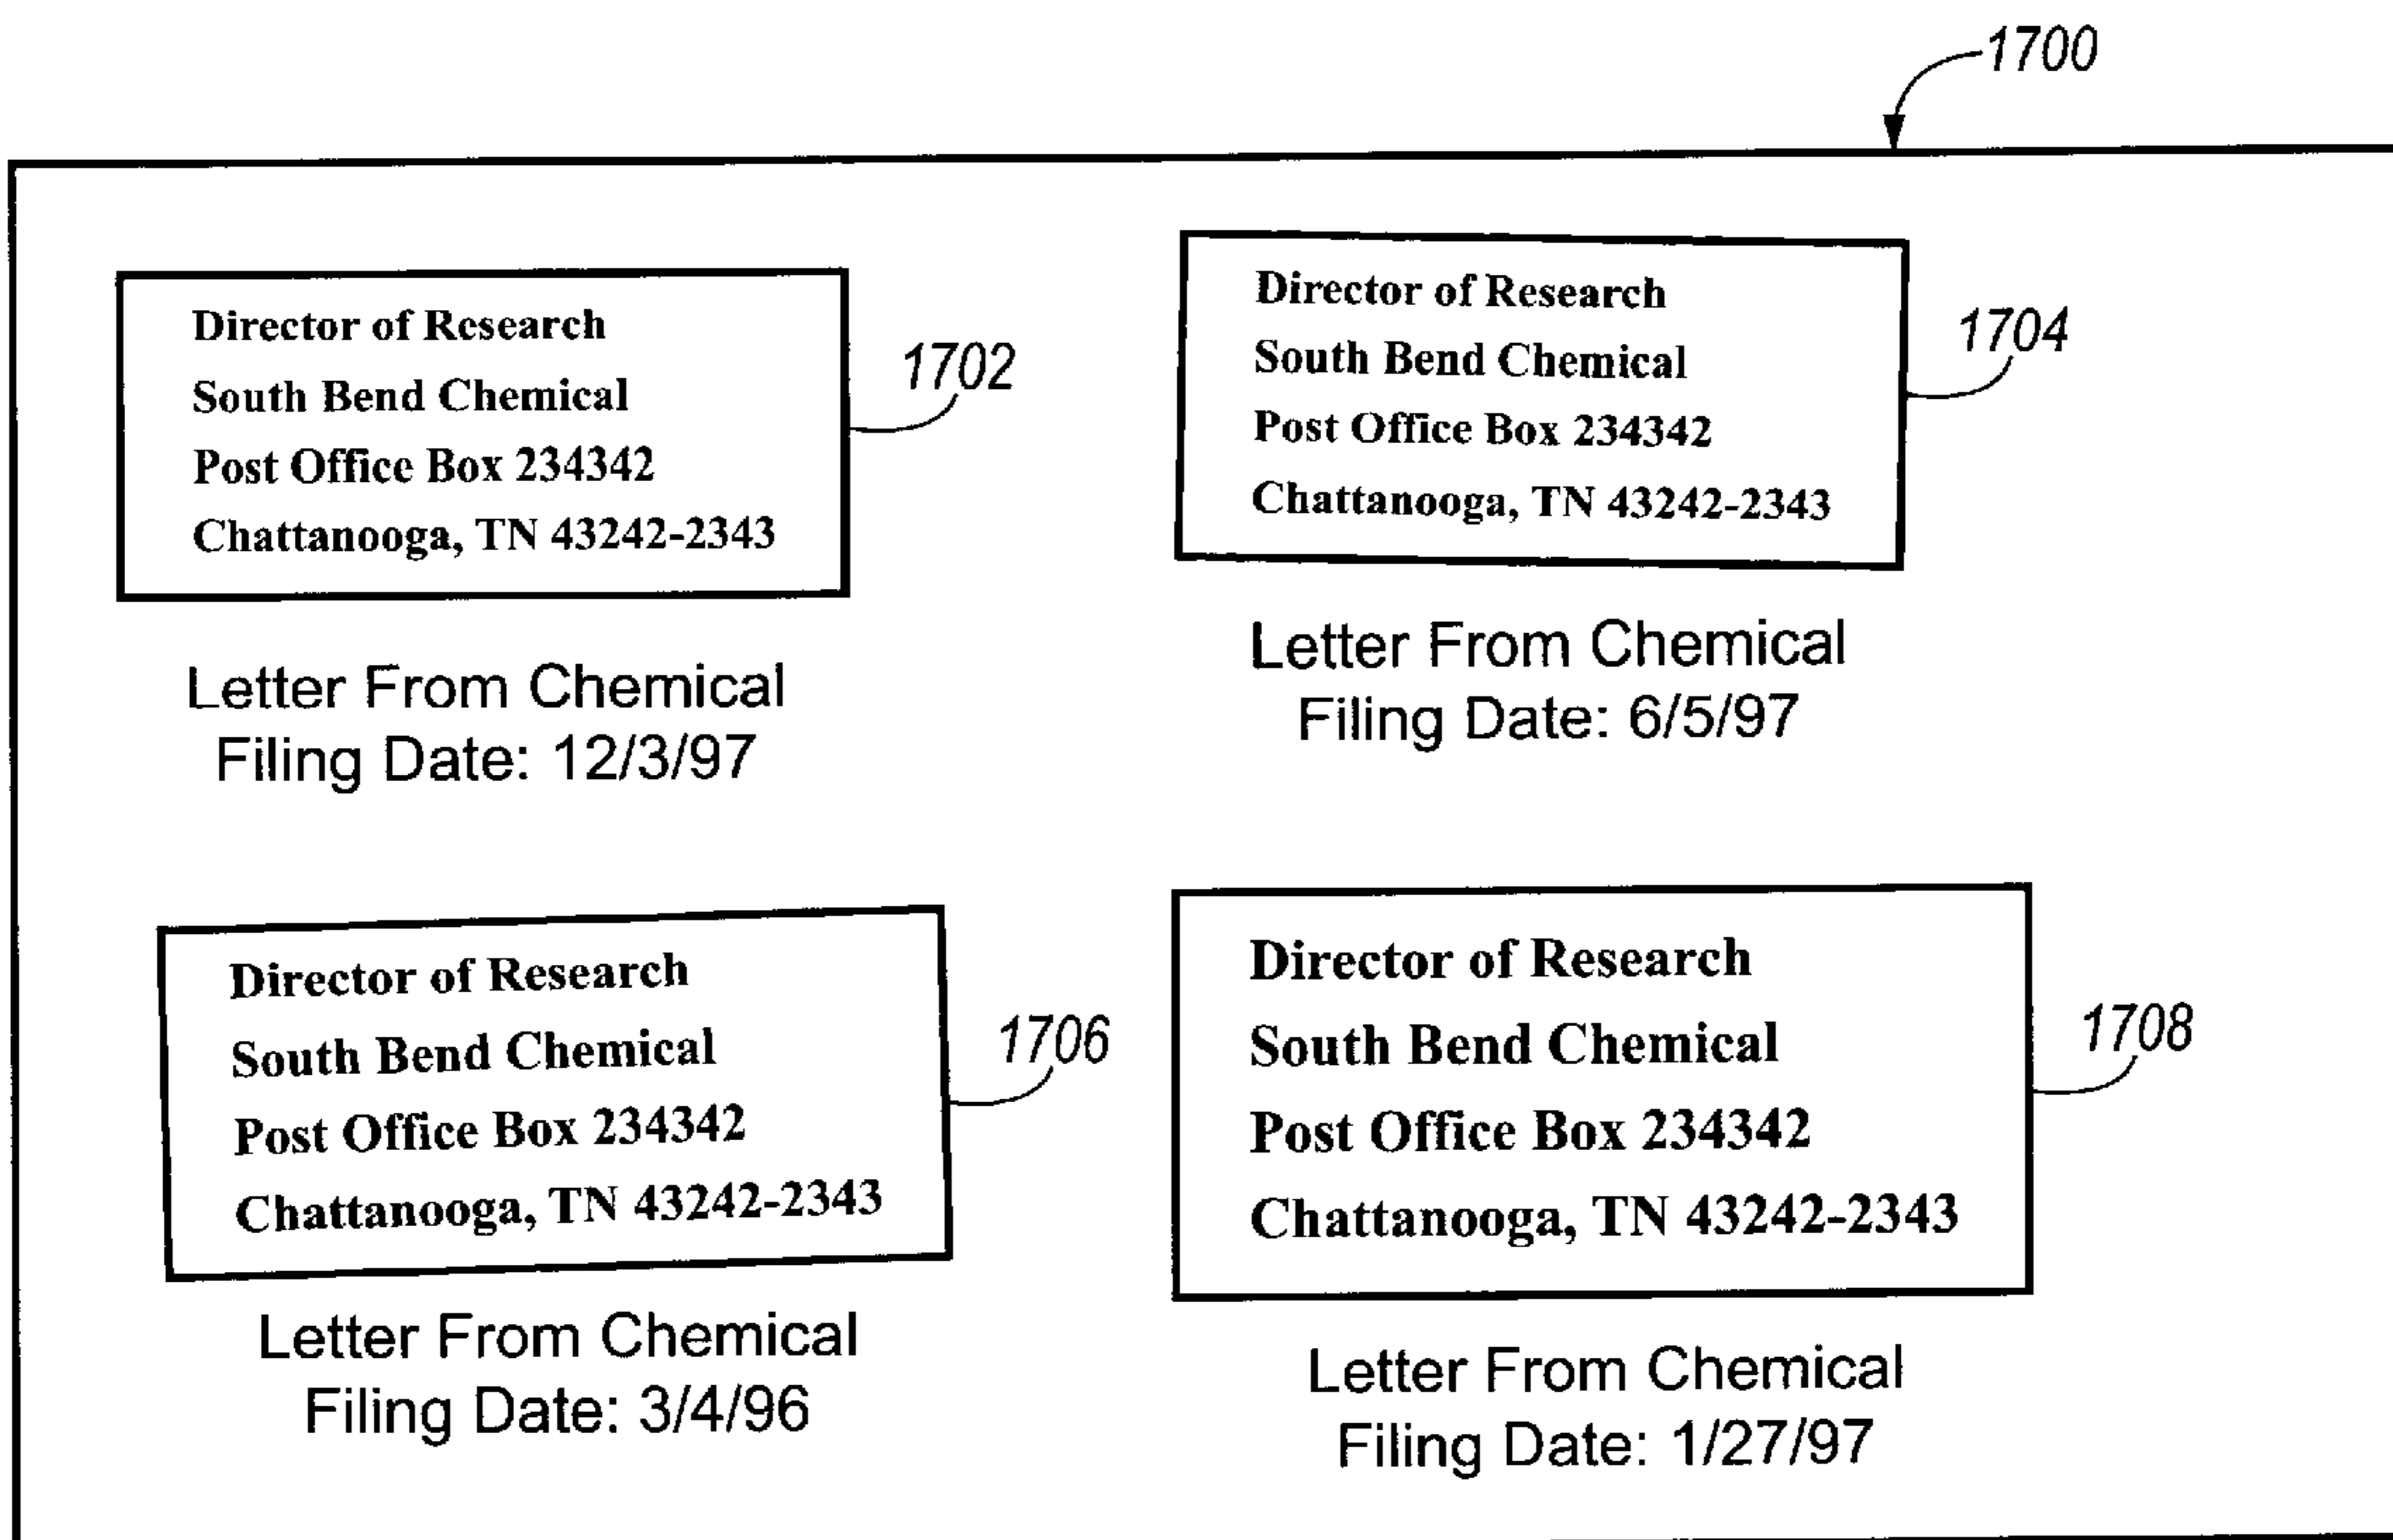 1700
Director of Research
South Bend Chemical
Post Office Box 234342
Chattanooga, TN 43242-2343
1702
Letter From Chemical
Filing Date: 12/3/97
Director of Research
South Bend Chemical
Post Office Box 234342
Chattanooga, TN 43242-2343
1704
Letter From Chemical
Filing Date: 6/5/97
Director of Research
South Bend Chemical
Post Office Box 234342
Chattanooga, TN 43242-2343
1706
Letter From Chemical
Filing Date: 3/4/96
Director of Research
South Bend Chemical
Post Office Box 234342
Chattanooga, TN 43242-2343
1708
Letter From Chemical
Filing Date: 1/27/97